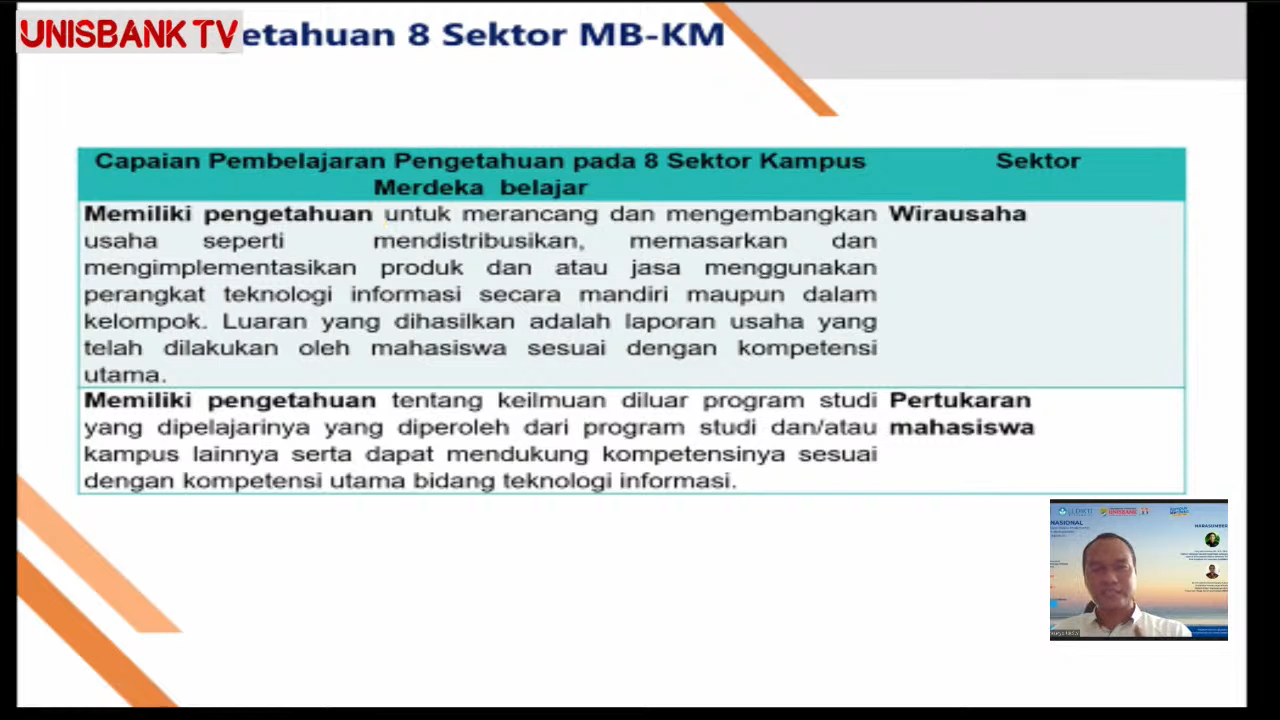 UNISBANK TV
etahuan 8 Sektor MB-KM
Capaian Pembelajaran Pengetahuan pada 8 Sektor Kampus
Merdeka belajar
Sektor
Memiliki pengetahuan untuk merancang dan mengembangkan
usaha seperti mendistribusikan, memasarkan dan
mengimplementasikan produk dan atau jasa menggunakan
perangkat teknologi informasi secara mandiri maupun dalam
kelompok. Luaran yang dihasilkan adalah laporan usaha yang
telah dilakukan oleh mahasiswa sesuai dengan kompetensi
utama.
Wirausaha
Memiliki pengetahuan tentang keilmuan diluar program studi
yang dipelajarinya yang diperoleh dari program studi dan/atau
kampus lainnya serta dapat mendukung kompetensinya sesuai
dengan kompetensi utama bidang teknologi informasi.
Pertukaran
mahasiswa
NASIONAL